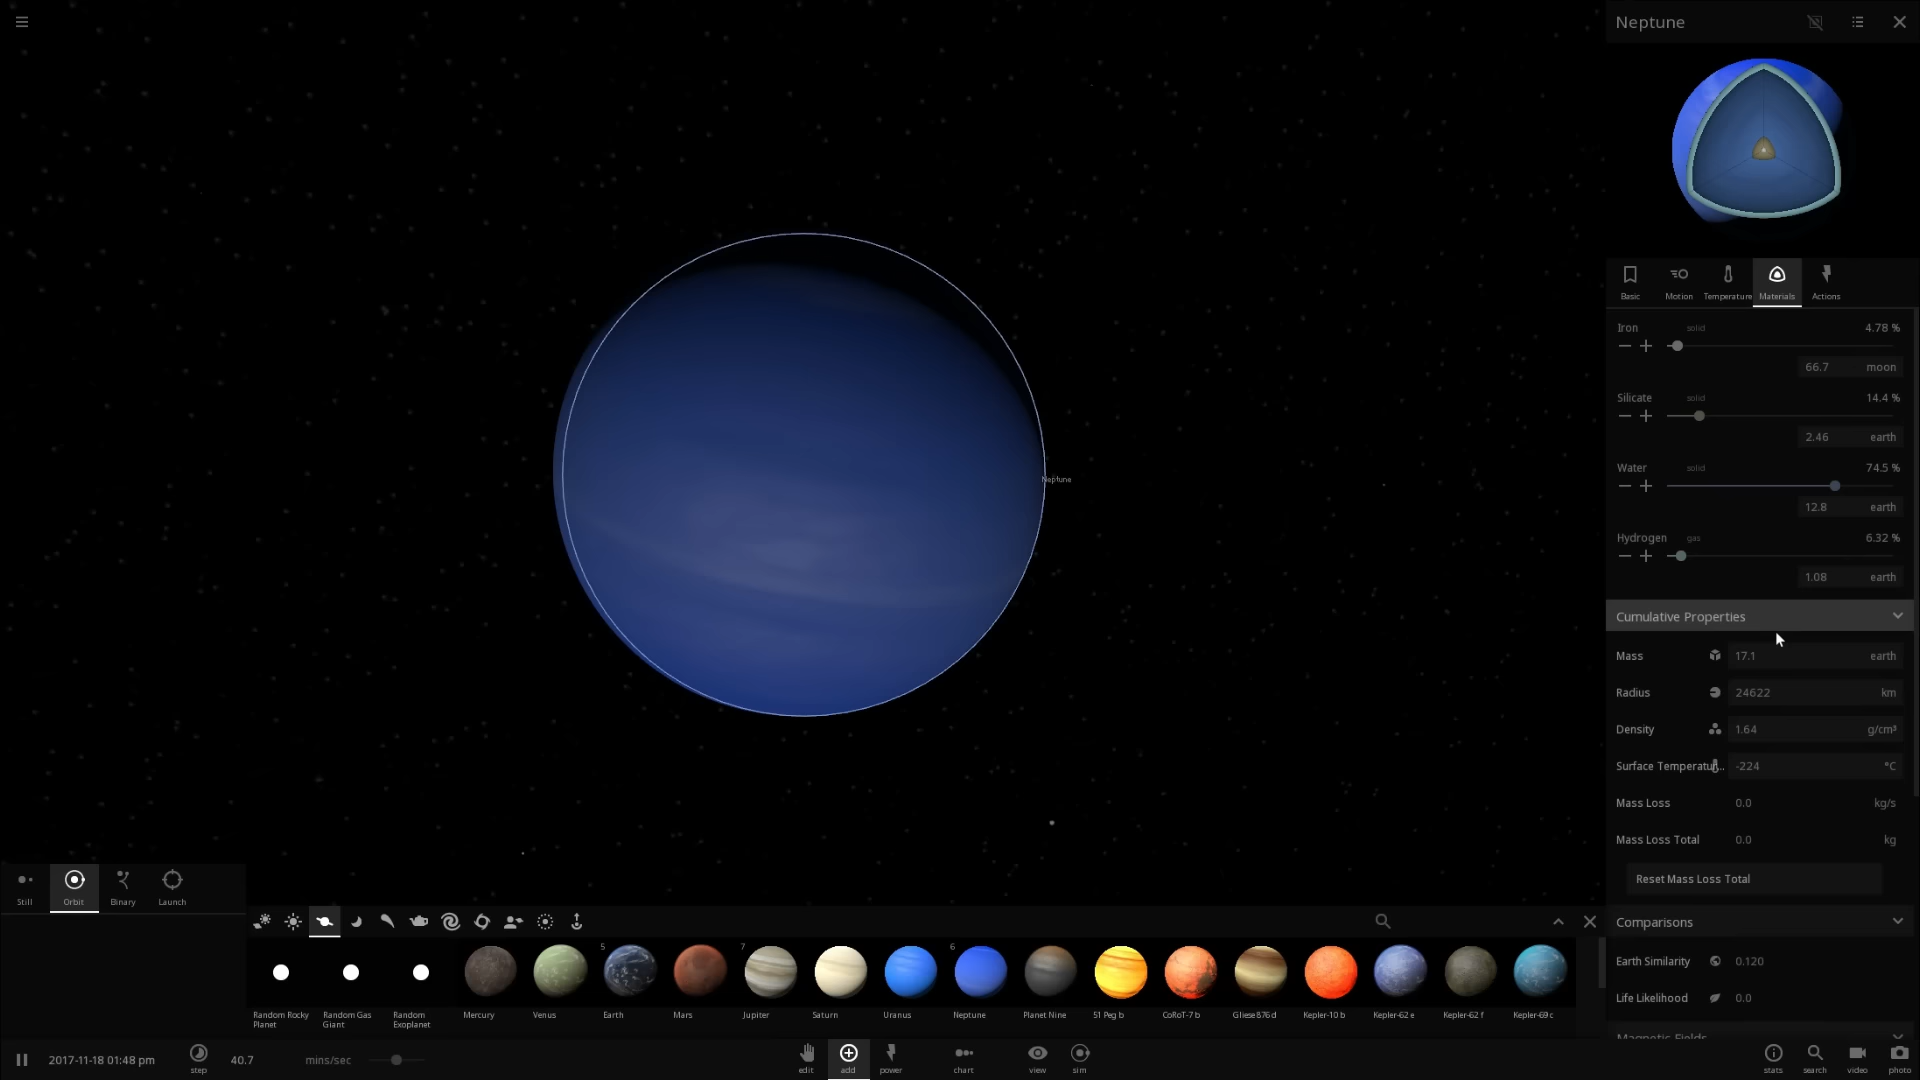 Neptune
Neptune
Basic Motion Temperature Materials Actions
Iron solid 4.78 %
66.7 moon
Silicate solid 14.4 %
2.46 earth
Water solid 74.5 %
12.8 earth
Hydrogen gas 6.32 %
1.08 earth
Cumulative Properties
Mass 17.1 earth
Radius 24622 km
Density 1.64 g/cm³
Surface Temperatur... -224 °C
Mass Loss 0.0 kg/s
Mass Loss Total 0.0 kg
Reset Mass Loss Total
Comparisons
Earth Similarity 0.120
Life Likelihood 0.0
Magnetic Fields
Still Orbit Binary Launch
5 7 6
Random Rocky Planet
Random Gas Giant
Random Exoplanet
Mercury Venus Earth Mars Jupiter Saturn Uranus Neptune Planet Nine 51 Peg b CoRoT-7 b Gliese 876 d Kepler-10 b Kepler-62 e Kepler-62 f Kepler-69 c
2017-11-18 01:48 pm step 40.7 mins/sec
edit add power chart view sim
stats search video photo